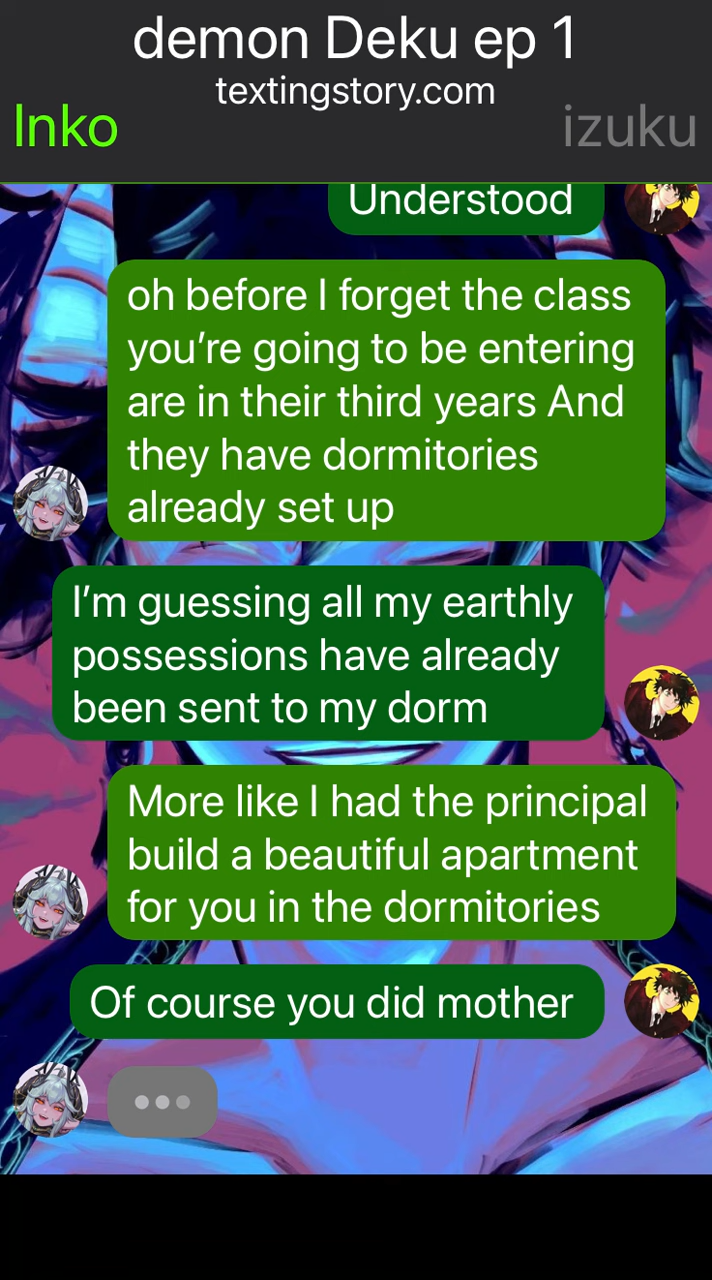 demon Deku ep 1
textingstory.com
Inko
izuku
Understood
oh before I forget the class
you're going to be entering
are in their third years And
they have dormitories
already set up
I'm guessing all my earthly
possessions have already
been sent to my dorm
More like I had the principal
build a beautiful apartment
for you in the dormitories
Of course you did mother